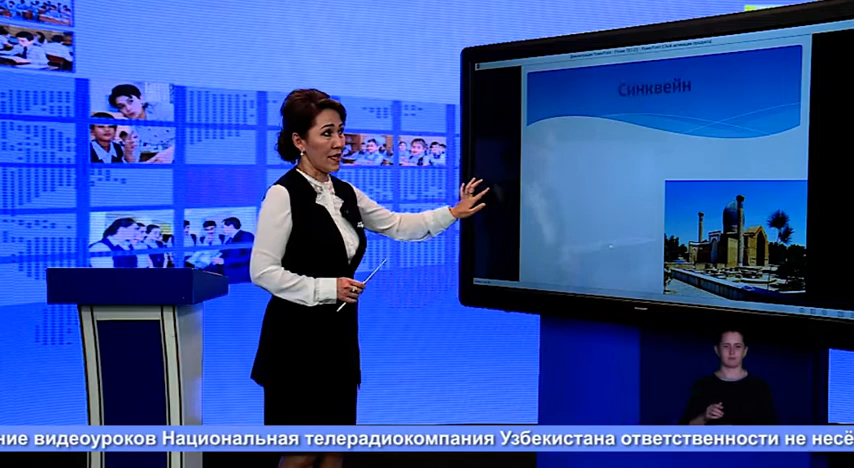 Синквейн
ние видеоуроков Национальная телерадиокомпания Узбекистана ответственности не несё